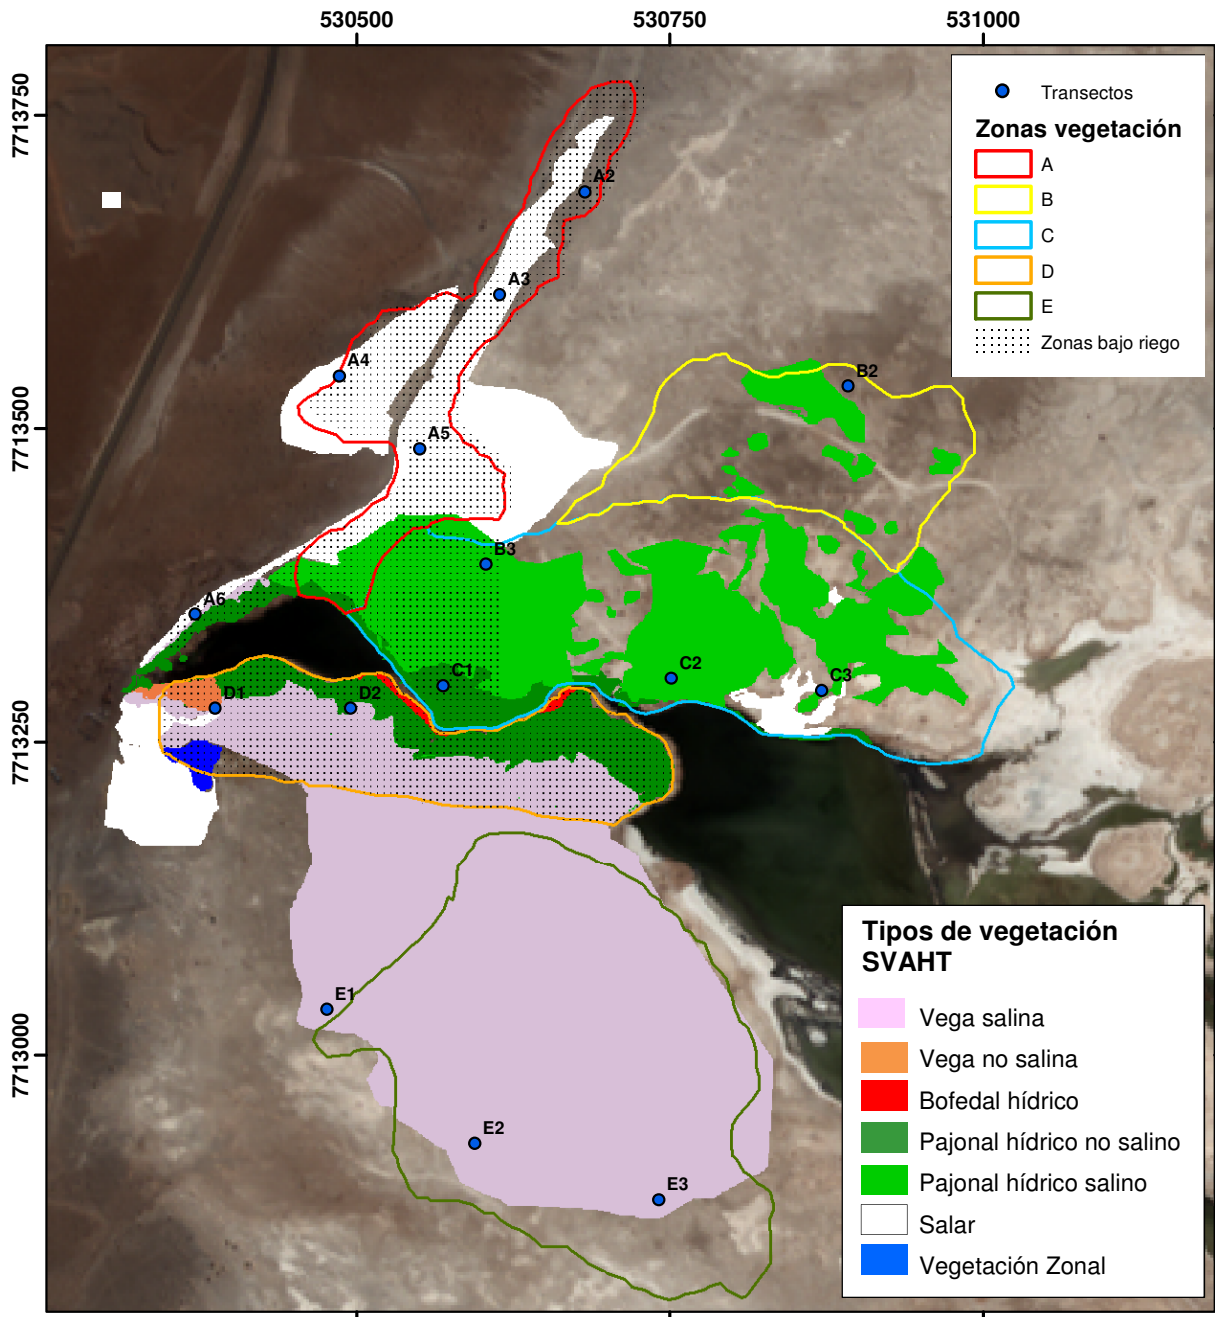 530500
530750
531000
7713750
7713500
7713250
7713000
Transectos
Zonas vegetación
A
B
C
D
E
Zonas bajo riego
A2
A3
A4
A5
B2
B3
A6
C1
C2
C3
D1
D2
E1
E2
E3
Tipos de vegetación
SVAHT
Vega salina
Vega no salina
Bofedal hídrico
Pajonal hídrico no salino
Pajonal hídrico salino
Salar
Vegetación Zonal